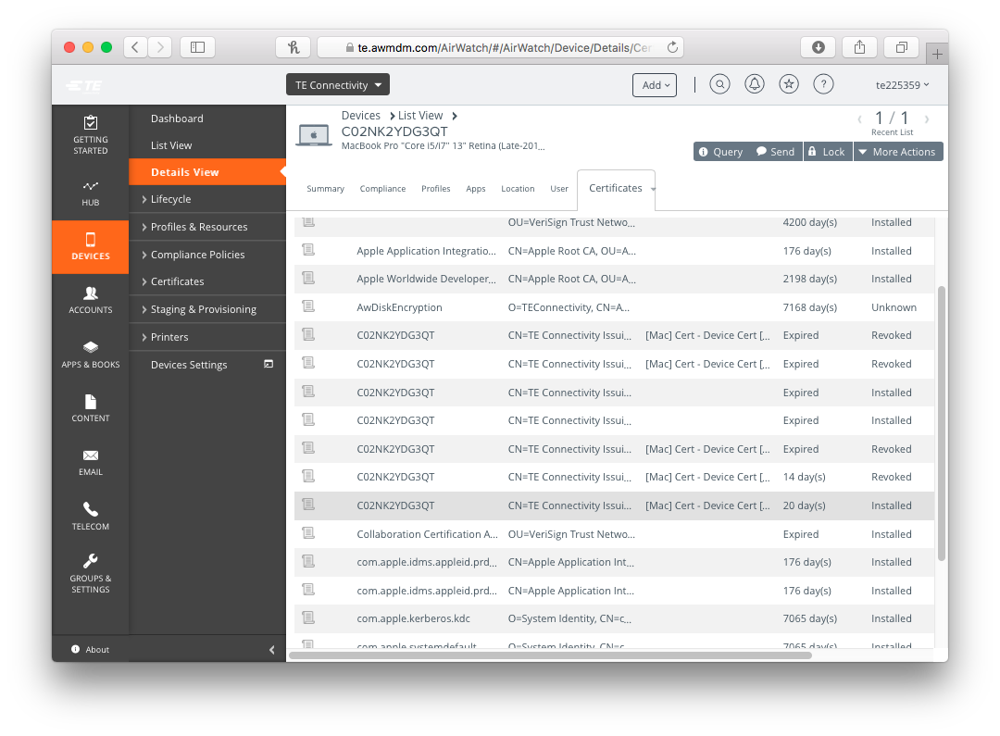 te.awmdm.com/AirWatch/#/AirWatch/Device/Details/Cer
TE
TE Connectivity
Add
te225359
GETTING
STARTED
HUB
DEVICES
ACCOUNTS
APPS & BOOKS
CONTENT
EMAIL
TELECOM
GROUPS &
SETTINGS
About
Dashboard
List View
Details View
Lifecycle
Profiles & Resources
Compliance Policies
Certificates
Staging & Provisioning
Printers
Devices Settings
Devices > List View >
C02NK2YDG3QT
MacBook Pro "Core i5/i7" 13" Retina (Late-201...
1 / 1
Recent List
Query Send Lock More Actions
Summary Compliance Profiles Apps Location User Certificates
OU=VeriSign Trust Netwo... 4200 day(s) Installed
Apple Application Integratio... CN=Apple Root CA, OU=A... 176 day(s) Installed
Apple Worldwide Developer... CN=Apple Root CA, OU=A... 2198 day(s) Installed
AwDiskEncryption O=TEConnectivity, CN=A... 7168 day(s) Unknown
C02NK2YDG3QT CN=TE Connectivity Issui... [Mac] Cert - Device Cert [... Expired Revoked
C02NK2YDG3QT CN=TE Connectivity Issui... [Mac] Cert - Device Cert [... Expired Revoked
C02NK2YDG3QT CN=TE Connectivity Issui... Expired Installed
C02NK2YDG3QT CN=TE Connectivity Issui... Expired Installed
C02NK2YDG3QT CN=TE Connectivity Issui... [Mac] Cert - Device Cert [... Expired Revoked
C02NK2YDG3QT CN=TE Connectivity Issui... [Mac] Cert - Device Cert [... 14 day(s) Revoked
C02NK2YDG3QT CN=TE Connectivity Issui... [Mac] Cert - Device Cert [... 20 day(s) Installed
Collaboration Certification A... OU=VeriSign Trust Netwo... Expired Installed
com.apple.idms.appleid.prd... CN=Apple Application Int... 176 day(s) Installed
com.apple.idms.appleid.prd... CN=Apple Application Int... 176 day(s) Installed
com.apple.kerberos.kdc O=System Identity, CN=c... 7065 day(s) Installed
com.apple.systemdefault O=System Identity, CN=c... 7065 day(s) Installed